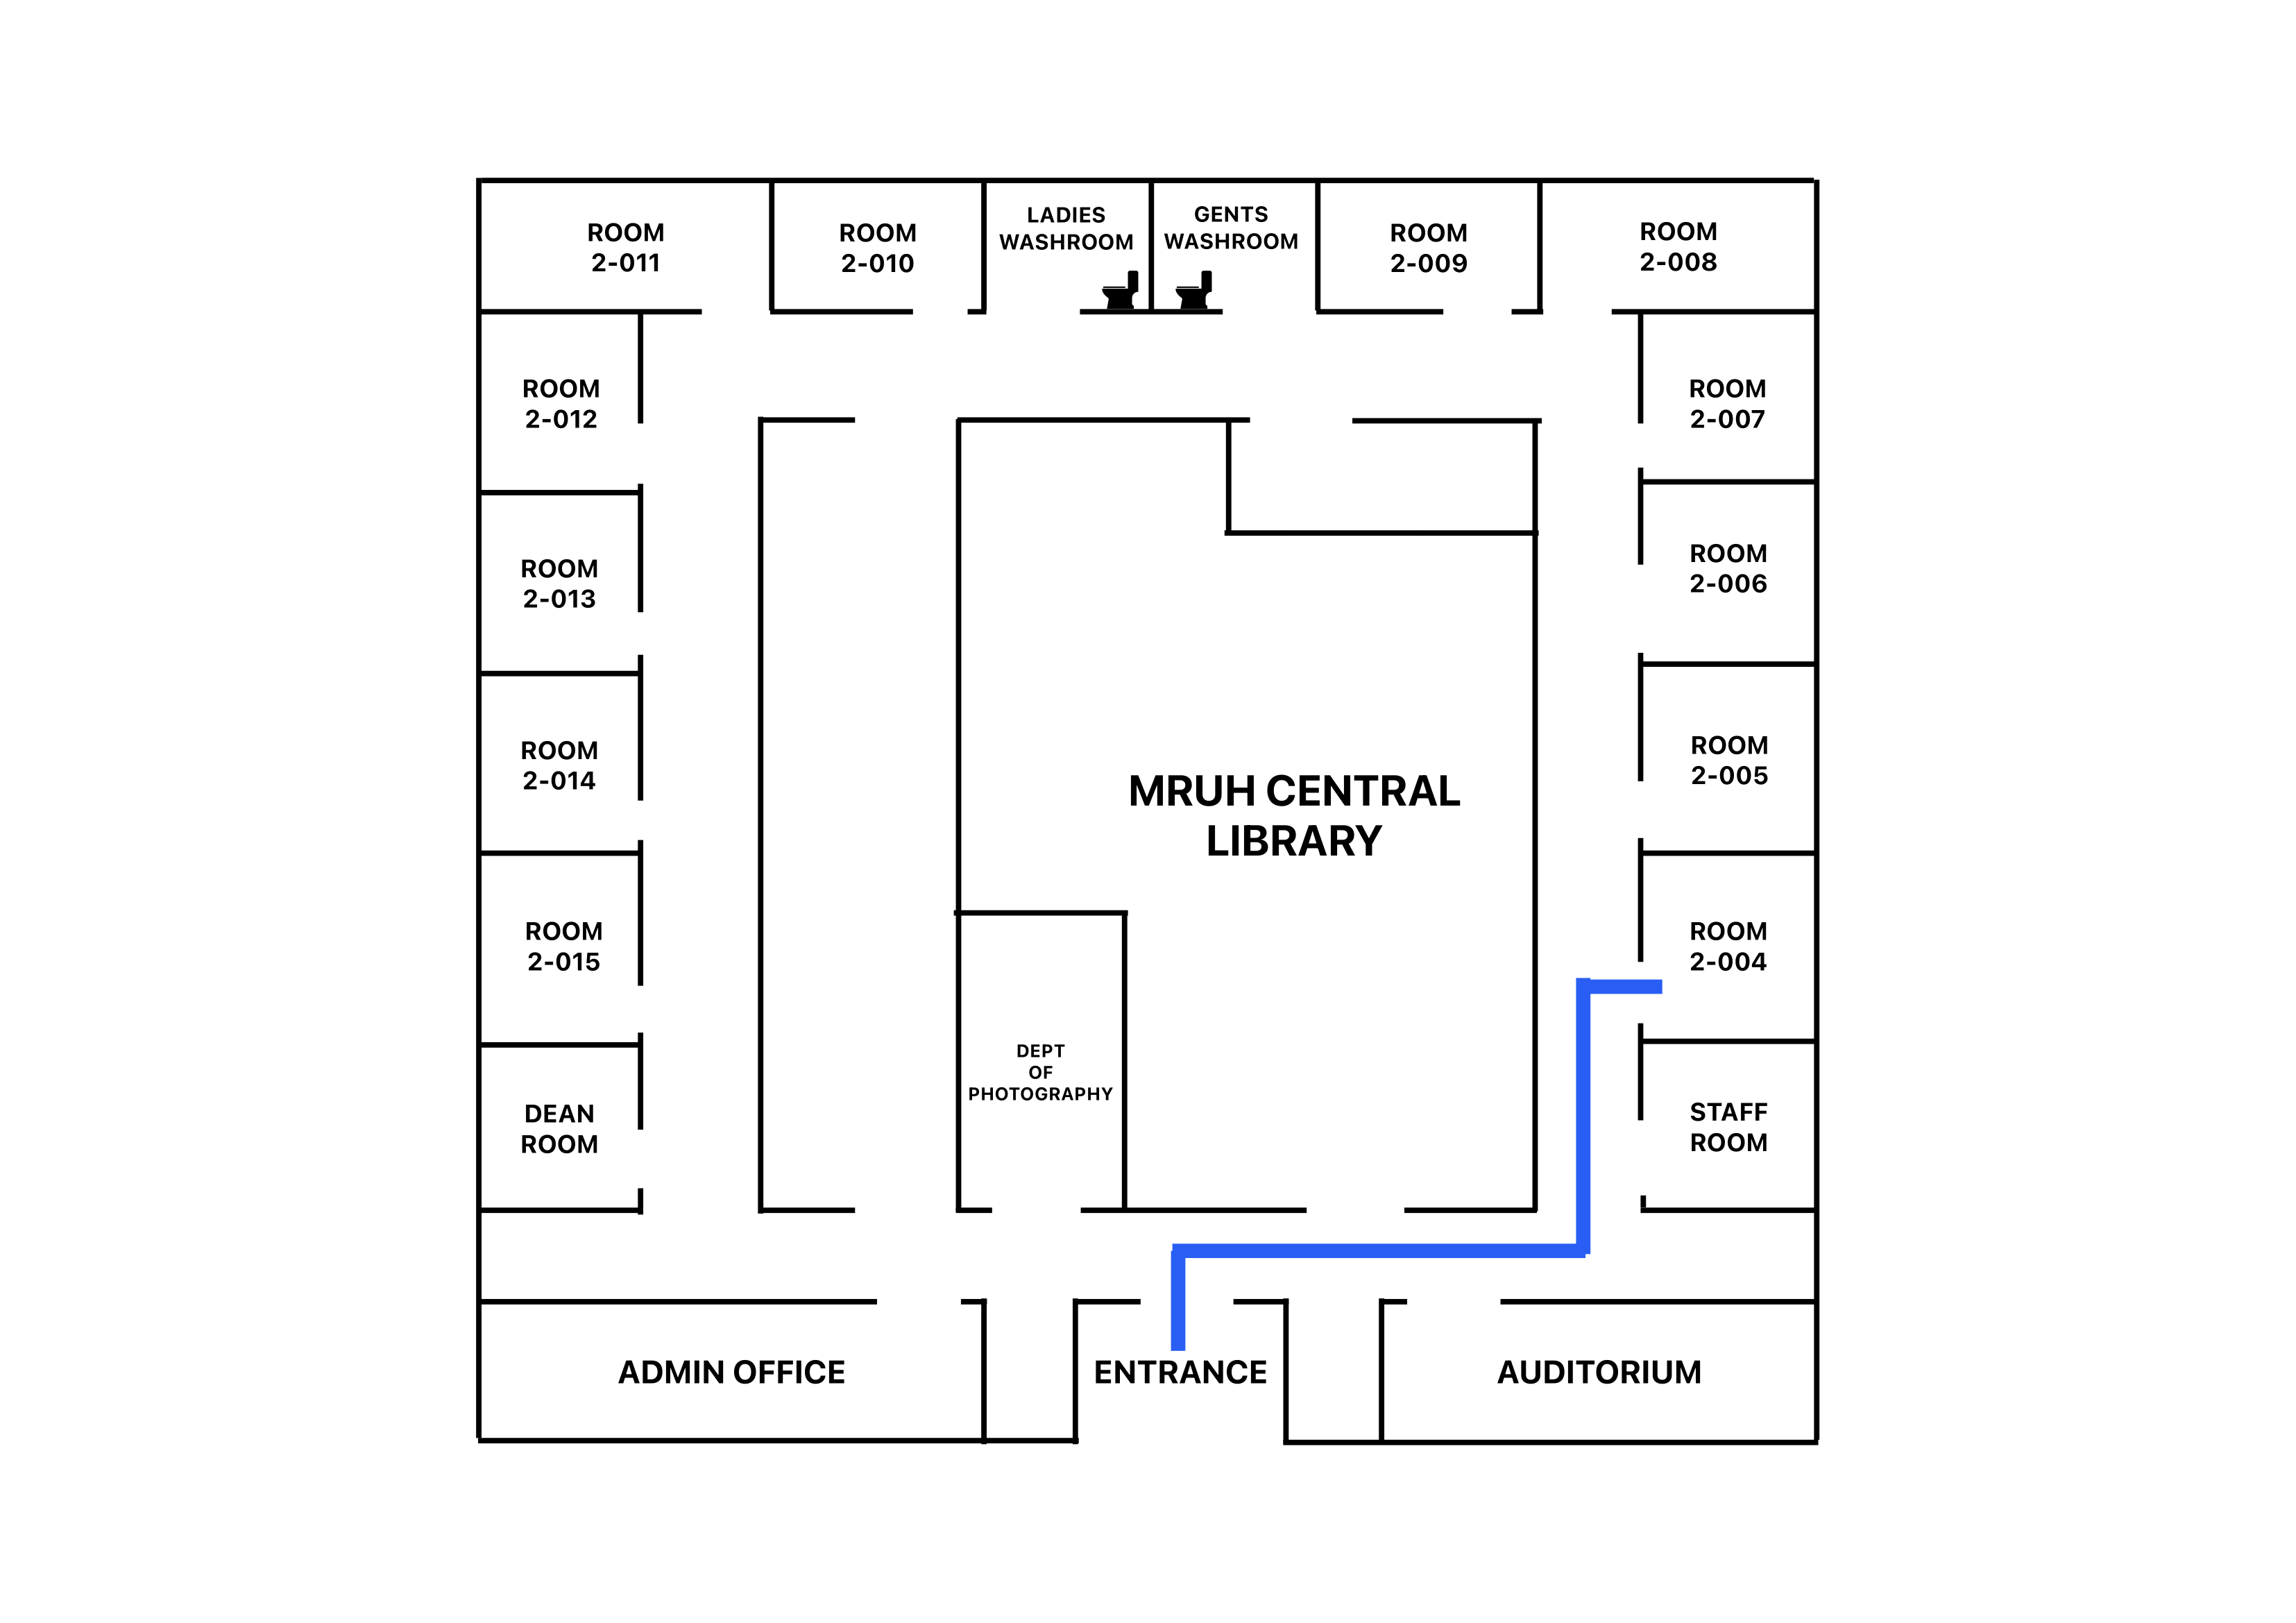 ROOM
2-011
ROOM
2-010
LADIES
WASHROOM
GENTS
WASHROOM
ROOM
2-009
ROOM
2-008
ROOM
2-012
ROOM
2-007
ROOM
2-013
ROOM
2-006
ROOM
2-014
MRUH CENTRAL
LIBRARY
ROOM
2-005
ROOM
2-015
ROOM
2-004
DEAN
ROOM
DEPT
OF
PHOTOGRAPHY
STAFF
ROOM
ADMIN OFFICE
ENTRANCE
AUDITORIUM